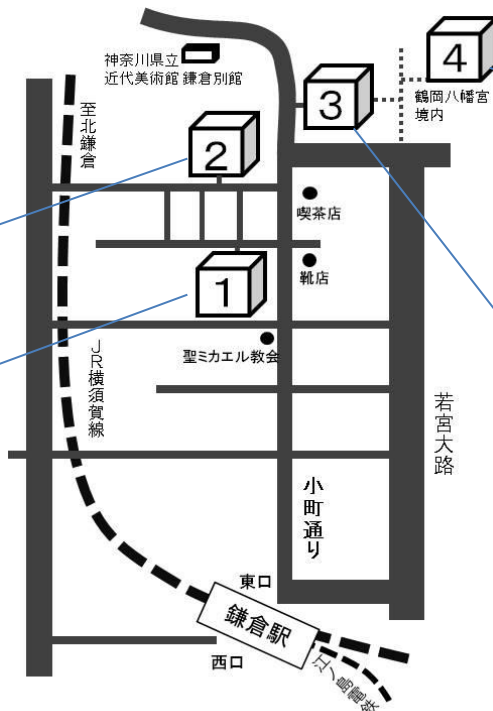 神奈川県立
近代美術館 鎌倉別館
4
鶴岡八幡宮
境内
3
至北鎌倉
2
喫茶店
1
靴店
聖ミカエル教会
JR横須賀線
若宮大路
小町通り
東口
鎌倉駅
西口
江ノ島電鉄